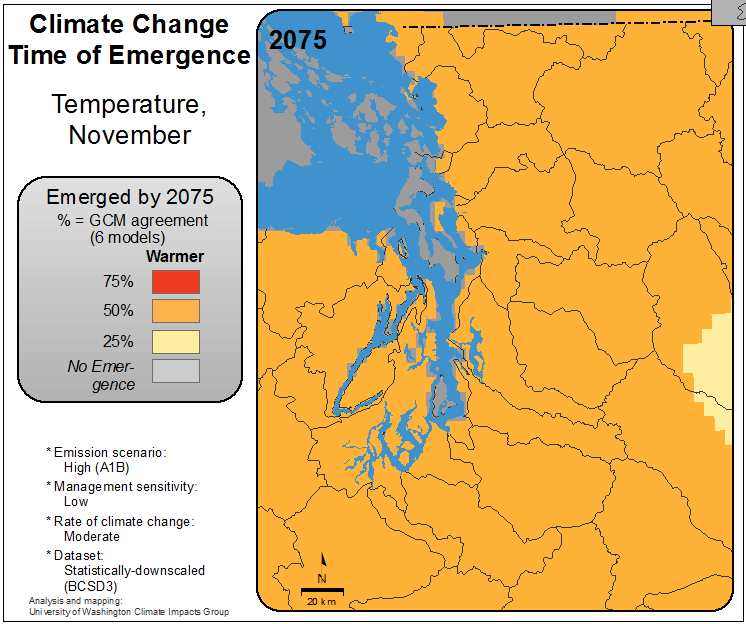 Climate Change
Time of Emergence
Temperature,
November
Emerged by 2075
% = GCM agreement
(6 models)
Warmer
75%
50%
25%
No Emer-
gence
* Emission scenario:
High (A1B)
* Management sensitivity:
Low
* Rate of climate change:
Moderate
* Dataset:
Statistically-downscaled
(BCSD3)
Analysis and mapping:
University of Washington Climate Impacts Group
2075
N
20 km